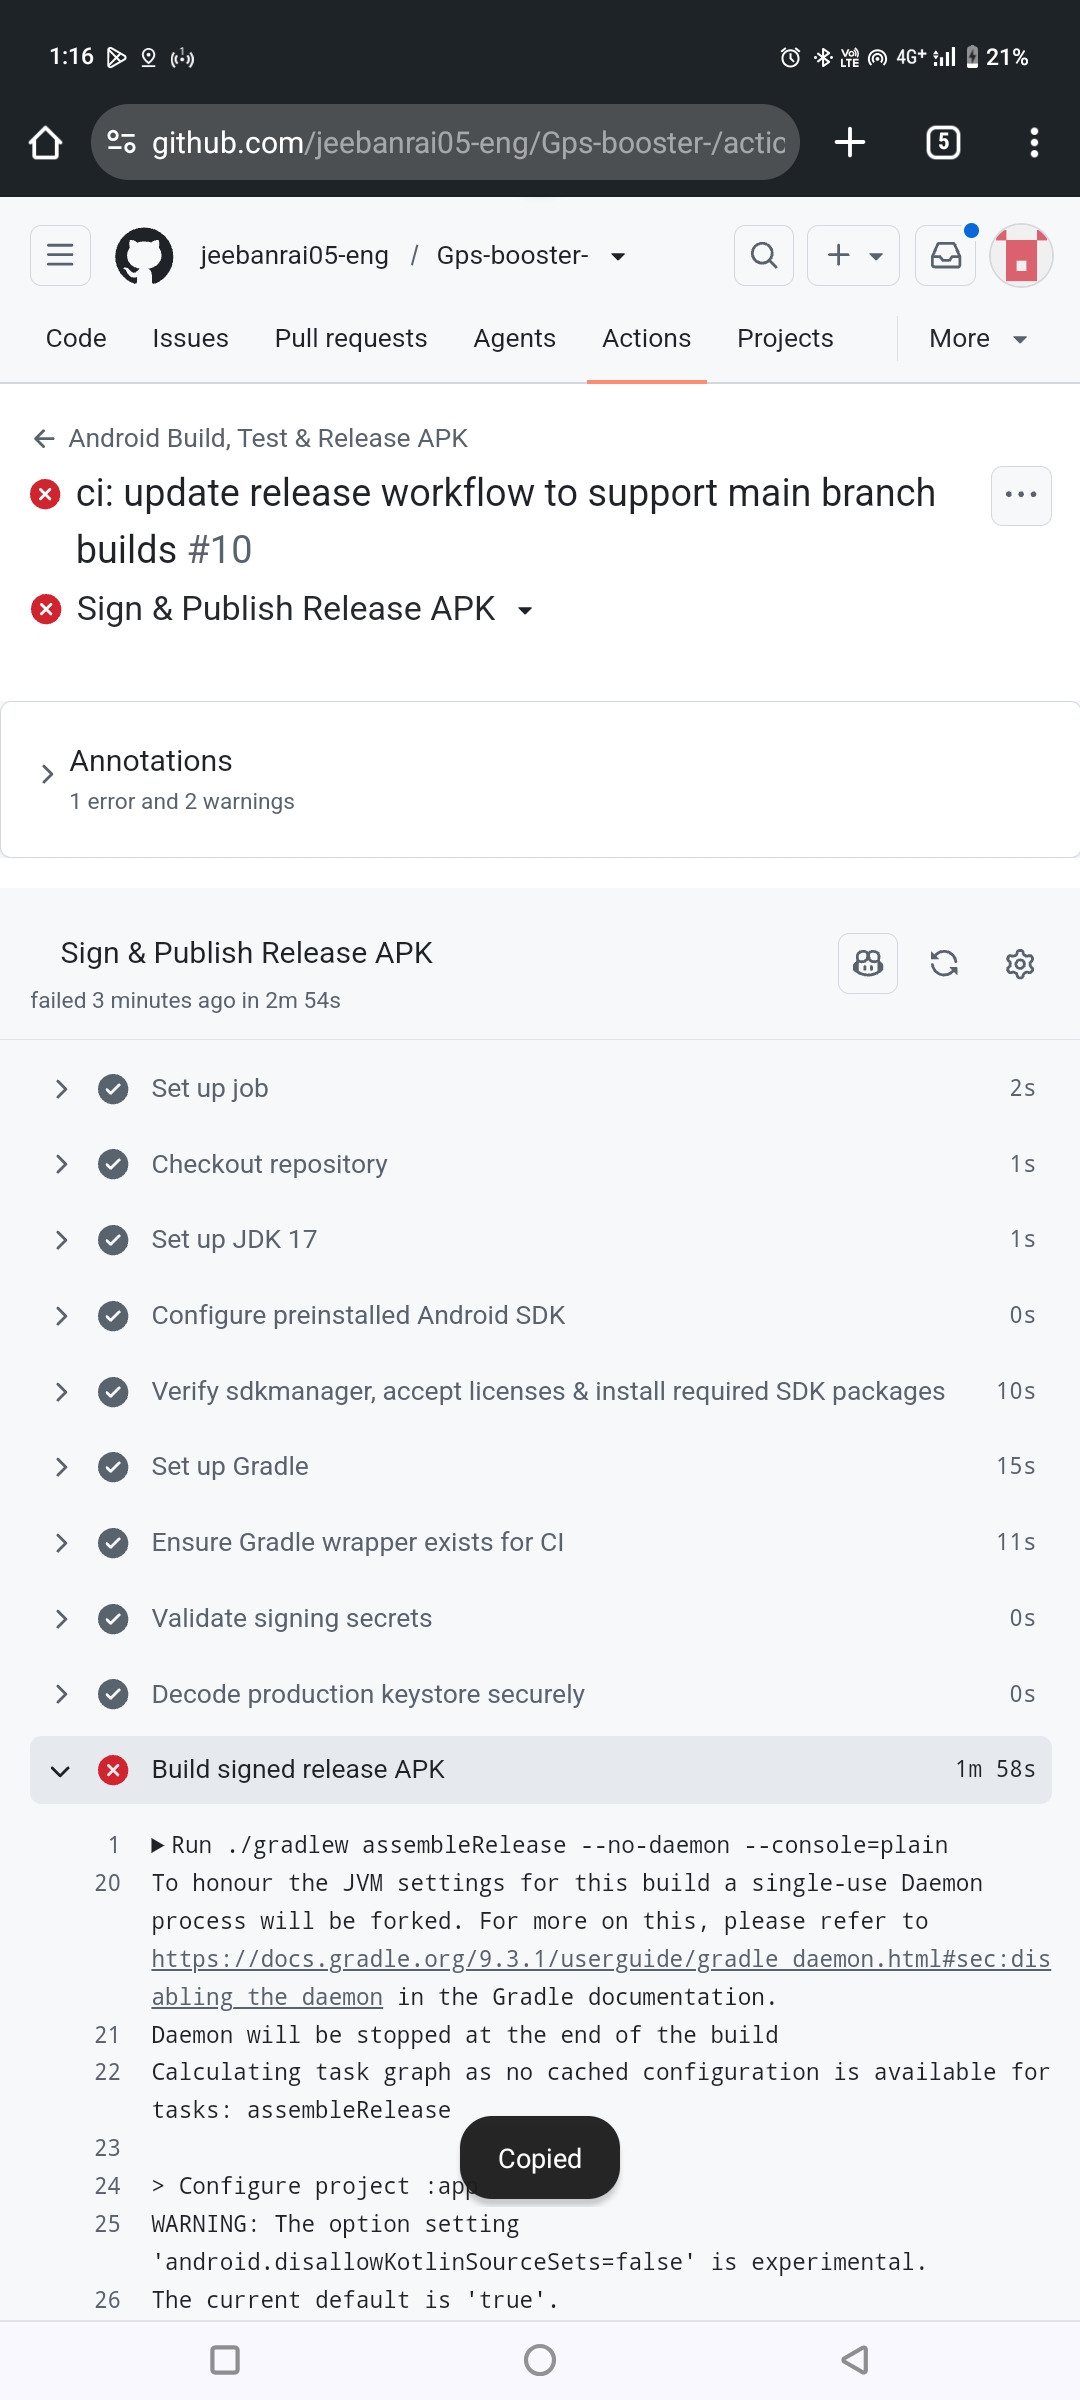 1:16
4G+ 21%
github.com/jeebanrai05-eng/Gps-booster-/actic
5
jeebanrai05-eng / Gps-booster-
Code Issues Pull requests Agents Actions Projects More
Android Build, Test & Release APK
ci: update release workflow to support main branch
builds #10
Sign & Publish Release APK
Annotations
1 error and 2 warnings
Sign & Publish Release APK
failed 3 minutes ago in 2m 54s
Set up job 2s
Checkout repository 1s
Set up JDK 17 1s
Configure preinstalled Android SDK 0s
Verify sdkmanager, accept licenses & install required SDK packages 10s
Set up Gradle 15s
Ensure Gradle wrapper exists for CI 11s
Validate signing secrets 0s
Decode production keystore securely 0s
Build signed release APK 1m 58s
1 Run ./gradlew assembleRelease --no-daemon --console=plain
20 To honour the JVM settings for this build a single-use Daemon
process will be forked. For more on this, please refer to
https://docs.gradle.org/9.3.1/userguide/gradle_daemon.html#sec:dis
abling_the_daemon in the Gradle documentation.
21 Daemon will be stopped at the end of the build
22 Calculating task graph as no cached configuration is available for
tasks: assembleRelease
Copied
23
24 > Configure project :app
25 WARNING: The option setting
'android.disallowKotlinSourceSets=false' is experimental.
26 The current default is 'true'.